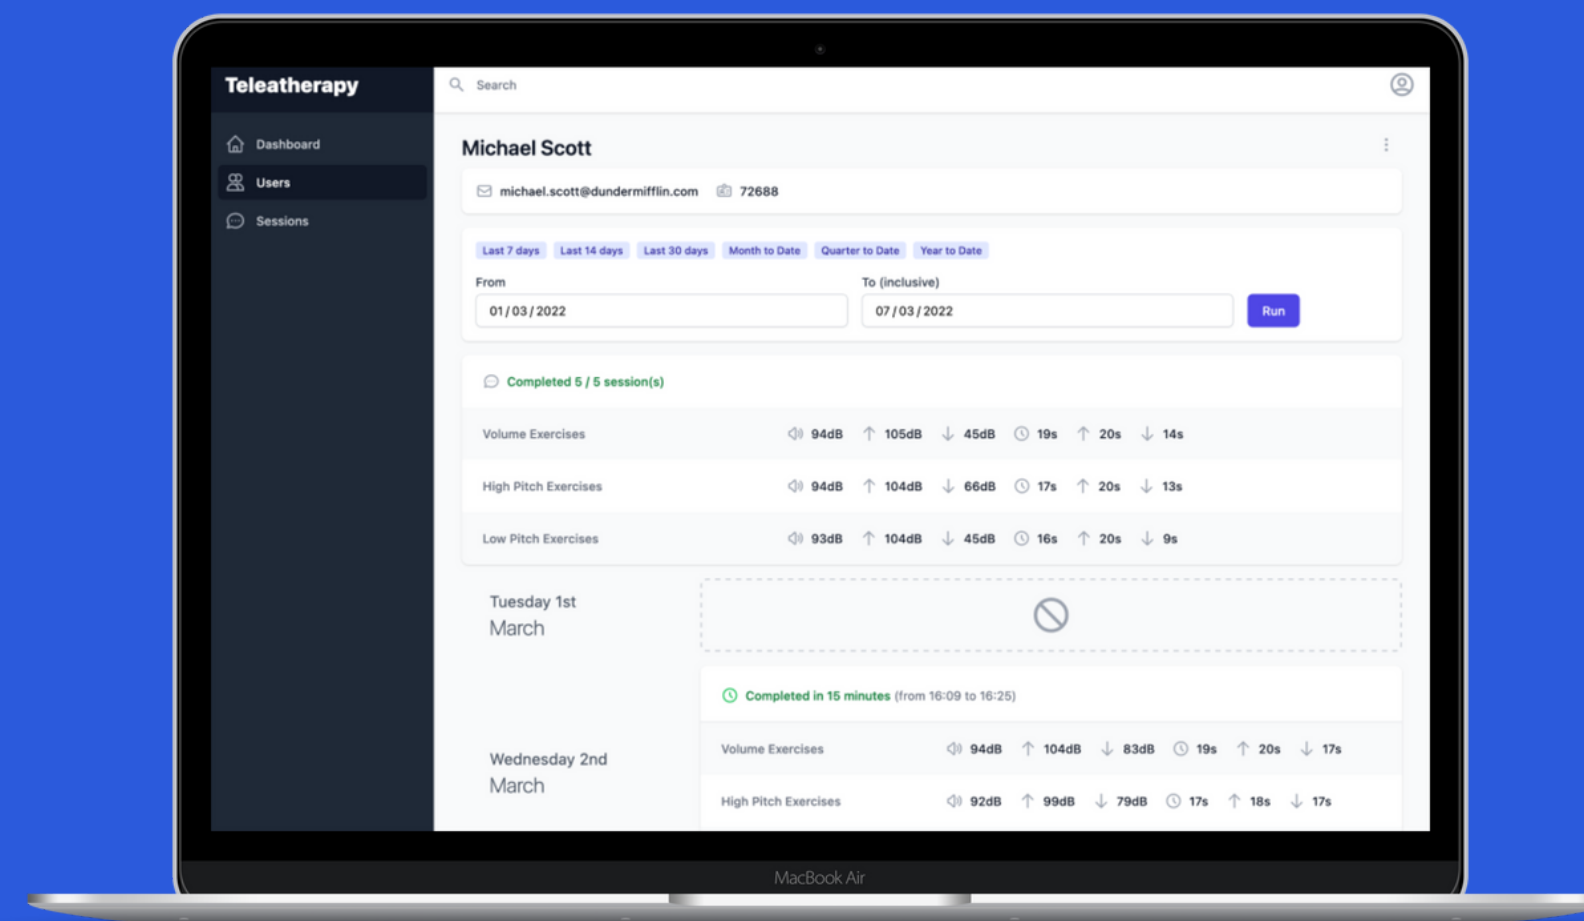 Teleatherapy
Search
Dashboard
Users
Sessions
Michael Scott
michael.scott@dundermifflin.com 72688
Last 7 days Last 14 days Last 30 days Month to Date Quarter to Date Year to Date
From To (inclusive)
01/03/2022 07/03/2022 Run
Completed 5 / 5 session(s)
Volume Exercises 94dB 105dB 45dB 19s 20s 14s
High Pitch Exercises 94dB 104dB 66dB 17s 20s 13s
Low Pitch Exercises 93dB 104dB 45dB 16s 20s 9s
Tuesday 1st
March
Completed in 15 minutes (from 16:09 to 16:25)
Wednesday 2nd
March
Volume Exercises 94dB 104dB 83dB 19s 20s 17s
High Pitch Exercises 92dB 99dB 79dB 17s 18s 17s
MacBook Air